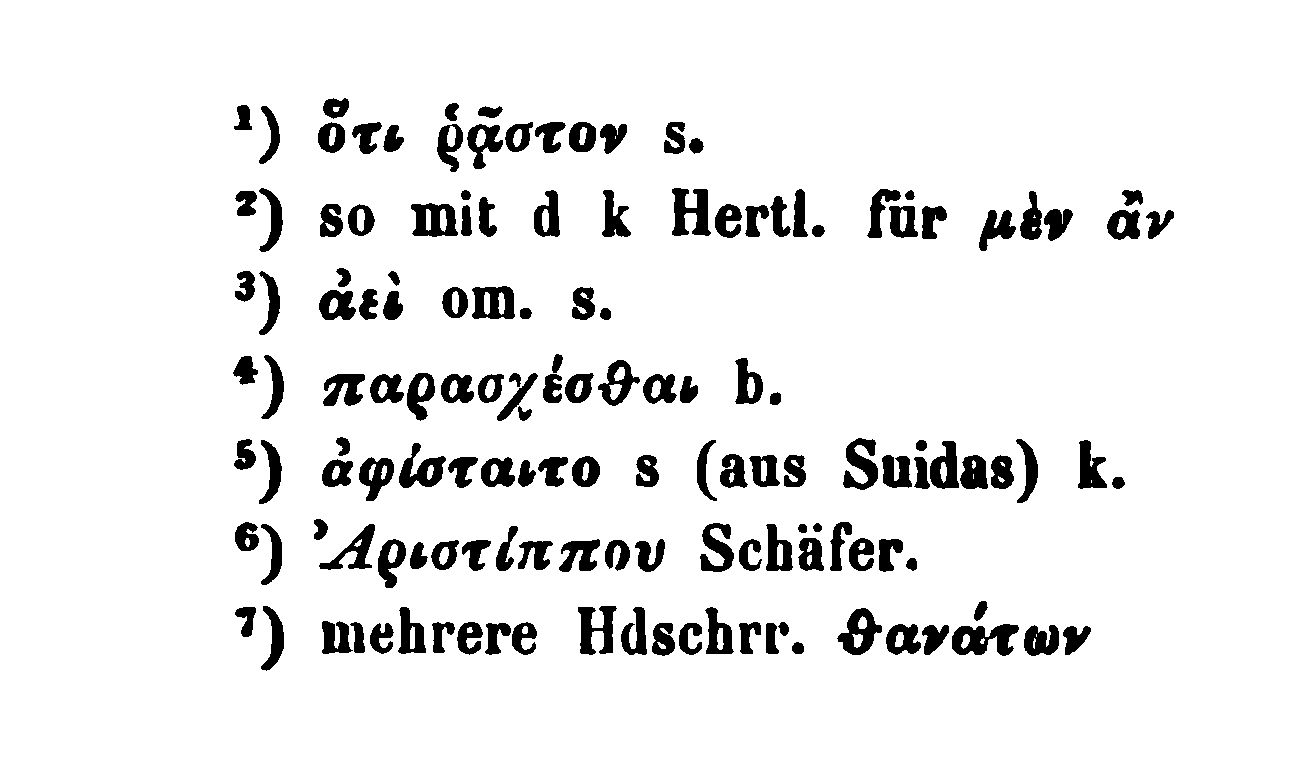 ¹) ὅτι ῥᾷστον s.
²) so mit d k Hertl. für μὲν ἂν
³) ἀεὶ om. s.
⁴) παρασχέσθαι b.
⁵) ἀφίσταιτο s (aus Suidas) k.
⁶) Ἀριστίππου Schäfer.
⁷) mehrere Hdschrr. θανάτων